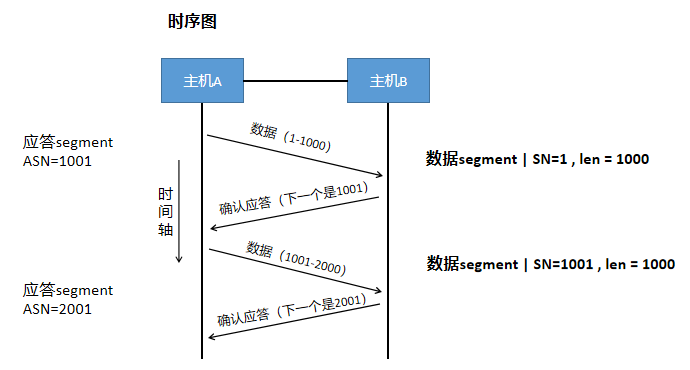 时序图
主机A
主机B
数据（1-1000）
应答segment
ASN=1001
数据segment | SN=1 , len = 1000
确认应答（下一个是1001）
时
间
轴
数据（1001-2000）
数据segment | SN=1001 , len = 1000
应答segment
ASN=2001
确认应答（下一个是2001）